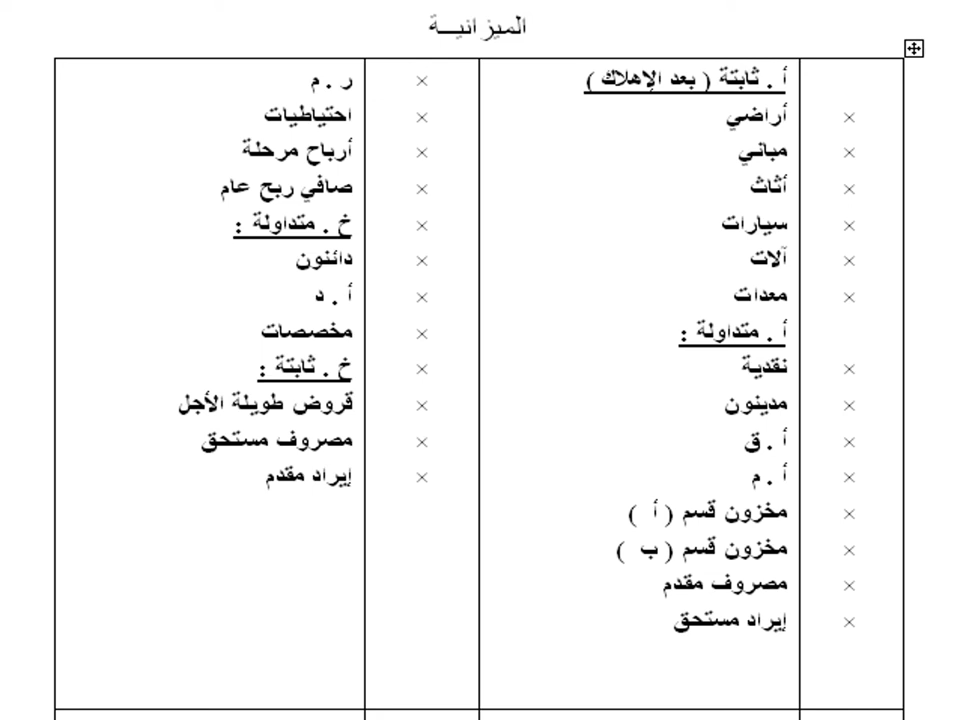 الميزانيـــة
أ . ثابتة ( بعد الإهلاك )
× أراضي
× مباني
× أثاث
× سيارات
× آلات
× معدات
أ . متداولة :
× نقدية
× مدينون
× أ . ق
× أ . م
× مخزون قسم ( أ )
× مخزون قسم ( ب )
× مصروف مقدم
× إيراد مستحق
× ر . م
× احتياطيات
× أرباح مرحلة
× صافي ربح عام
× خ . متداولة :
× دائنون
× أ . د
× مخصصات
× خ . ثابتة :
× قروض طويلة الأجل
× مصروف مستحق
× إيراد مقدم